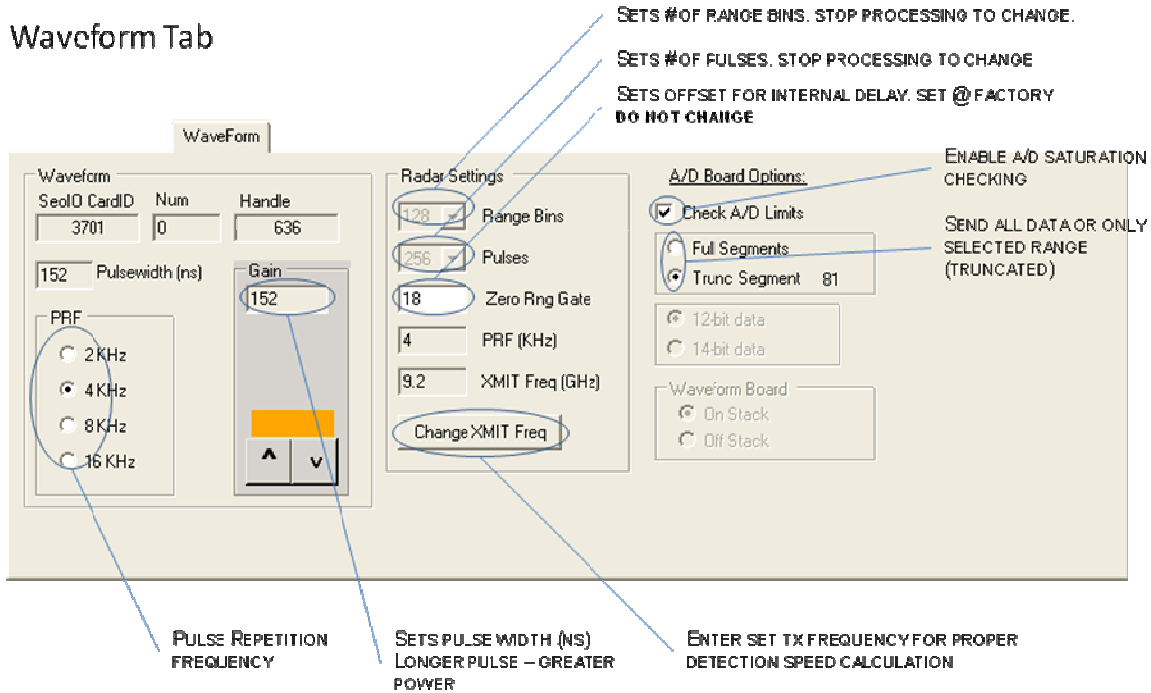 Waveform Tab
SETS # OF RANGE BINS. STOP PROCESSING TO CHANGE.
SETS # OF FULSES. STOP PROCESSING TO CHANGE
SETS OFFSET FOR INTERNAL DELAY. SET @ FACTORY
DO NOT CHANGE
WaveForm
Waveform
SeoIO CardID Num Handle
3701 0 636
152 Pulsewidth (ns)
Gain
152
PRF
2 KHz
4 KHz
8 KHz
16 KHz
^ v
Radar Settings
128 Range Bins
256 Pulses
18 Zero Rng Gate
4 PRF (KHz)
9.2 XMIT Freq (GHz)
Change XMIT Freq
A/D Board Options:
Check A/D Limits
Full Segments
Trunc Segment 81
12-bit data
14-bit data
Waveform Board
On Stack
Off Stack
ENABLE A/D SATURATION
CHECKING
SEND ALL DATA OR ONLY
SELECTED RANGE
(TRUNCATED)
PULSE REPETITION
FREQUENCY
SETS PULSE WIDTH (NS)
LONGER PULSE – GREATER
POWER
ENTER SET TX FREQUENCY FOR PROPER
DETECTION SPEED CALCULATION